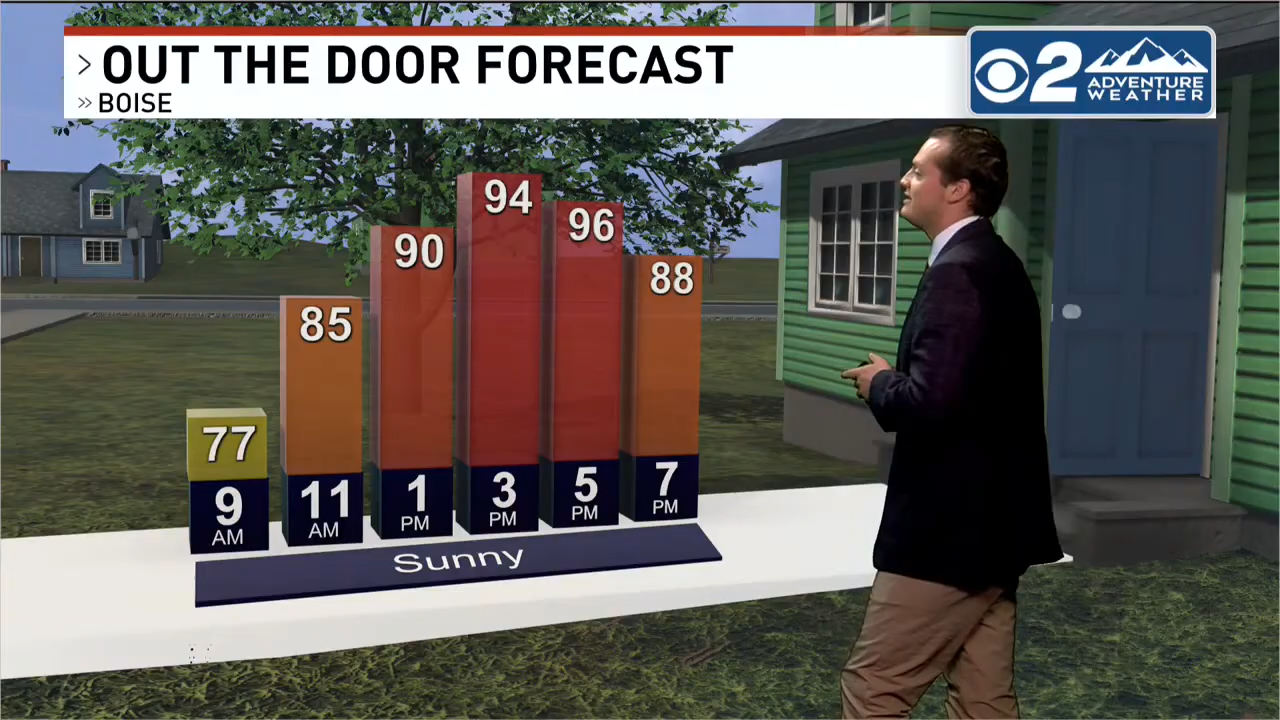 > OUT THE DOOR FORECAST
» BOISE
2 ADVENTURE
WEATHER
94
96
90
88
85
77
9
AM
11
AM
1
PM
3
PM
5
PM
7
PM
Sunny